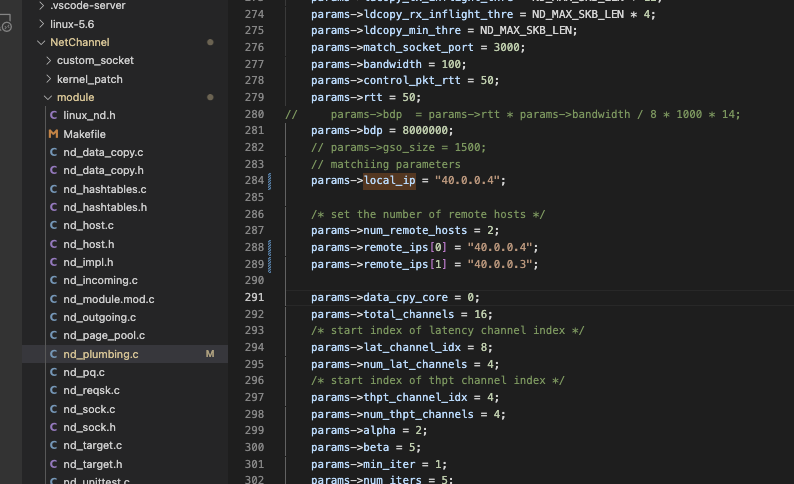 .vscode-server
linux-5.6
NetChannel
custom_socket
kernel_patch
module
C linux_nd.h
M Makefile
C nd_data_copy.c
C nd_data_copy.h
C nd_hashtables.c
C nd_hashtables.h
C nd_host.c
C nd_host.h
C nd_impl.h
C nd_incoming.c
C nd_module.mod.c
C nd_outgoing.c
C nd_page_pool.c
C nd_plumbing.c M
C nd_pq.c
C nd_reqsk.c
C nd_sock.c
C nd_sock.h
C nd_target.c
C nd_target.h
C nd_unittest.c
274 params->ldcopy_rx_inflight_thre = ND_MAX_SKB_LEN * 4;
275 params->ldcopy_min_thre = ND_MAX_SKB_LEN;
276 params->match_socket_port = 3000;
277 params->bandwidth = 100;
278 params->control_pkt_rtt = 50;
279 params->rtt = 50;
280 // params->bdp = params->rtt * params->bandwidth / 8 * 1000 * 14;
281 params->bdp = 8000000;
282 // params->gso_size = 1500;
283 // matchiing parameters
284 params->local_ip = "40.0.0.4";
285
286 /* set the number of remote hosts */
287 params->num_remote_hosts = 2;
288 params->remote_ips[0] = "40.0.0.4";
289 params->remote_ips[1] = "40.0.0.3";
290
291 params->data_cpy_core = 0;
292 params->total_channels = 16;
293 /* start index of latency channel index */
294 params->lat_channel_idx = 8;
295 params->num_lat_channels = 4;
296 /* start index of thpt channel index */
297 params->thpt_channel_idx = 4;
298 params->num_thpt_channels = 4;
299 params->alpha = 2;
300 params->beta = 5;
301 params->min_iter = 1;
302 params->num_iters = 5;